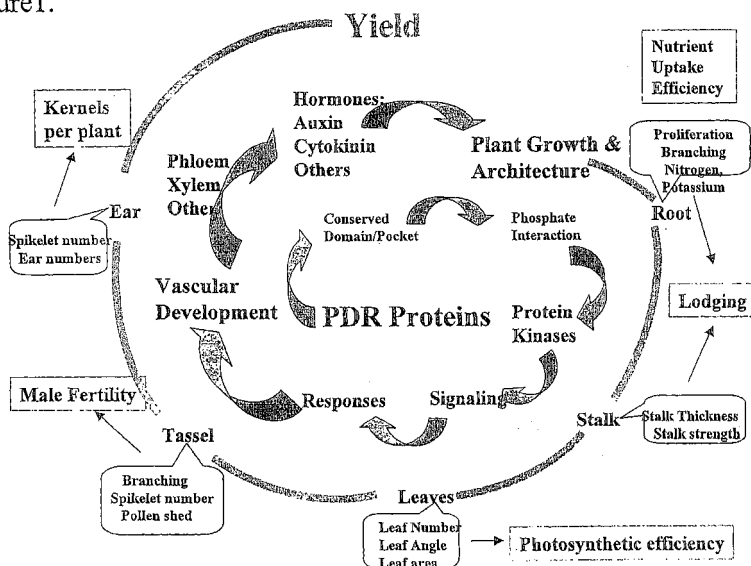 ure1.
Yield
Nutrient
Uptake
Efficiency
Kernels
per plant
Hormones:
Auxin
Cytokinin
Others
Plant Growth &
Architecture
Proliferation
Branching
Nitrogen,
Potassium
Phloem
Xylem
Other
Ear
Root
Spikelet number
Ear numbers
Conserved
Domain/Pocket
Phosphate
Interaction
Vascular
Development
PDR Proteins
Protein
Kinases
Lodging
Male Fertility
Responses
Signaling
Stalk
Stalk Thickness
Stalk strength
Tassel
Branching
Spikelet number
Pollen shed
Leaves
Leaf Number
Leaf Angle
Leaf area
Photosynthetic efficiency